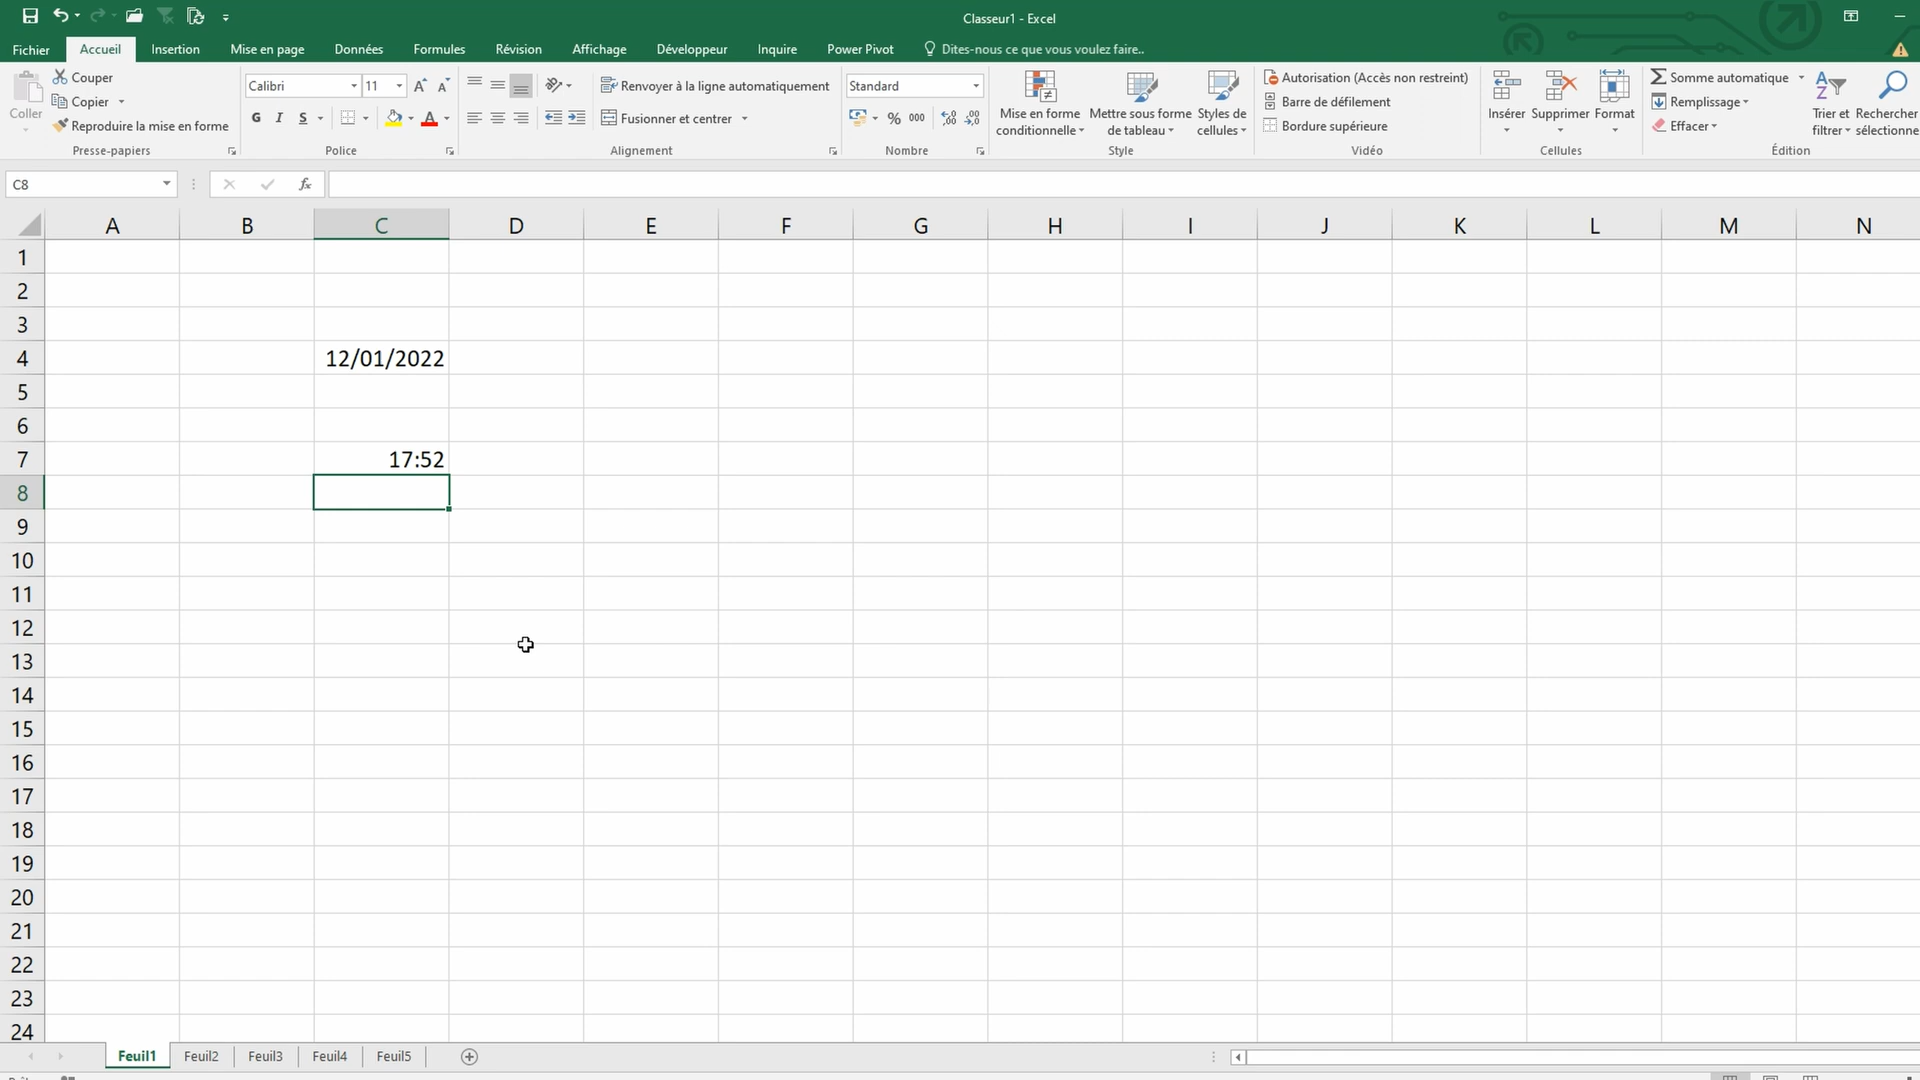 Classeur1 - Excel
Fichier Accueil Insertion Mise en page Données Formules Révision Affichage Développeur Inquire Power Pivot Dites-nous ce que vous voulez faire..
Coller
Couper
Copier
Reproduire la mise en forme
Presse-papiers
Calibri 11
G I S
Police
Renvoyer à la ligne automatiquement
Fusionner et centrer
Alignement
Standard
% 000
Nombre
Mise en forme
conditionnelle
Mettre sous forme
de tableau
Styles de
cellules
Style
Autorisation (Accès non restreint)
Barre de défilement
Bordure supérieure
Vidéo
Insérer Supprimer Format
Cellules
Somme automatique
Remplissage
Effacer
Trier et
filtrer
Rechercher
sélectionne
Édition
C8 fx
A B C D E F G H I J K L M N
1
2
3
4 12/01/2022
5
6
7 17:52
8
9
10
11
12
13
14
15
16
17
18
19
20
21
22
23
24
Feuil1 Feuil2 Feuil3 Feuil4 Feuil5